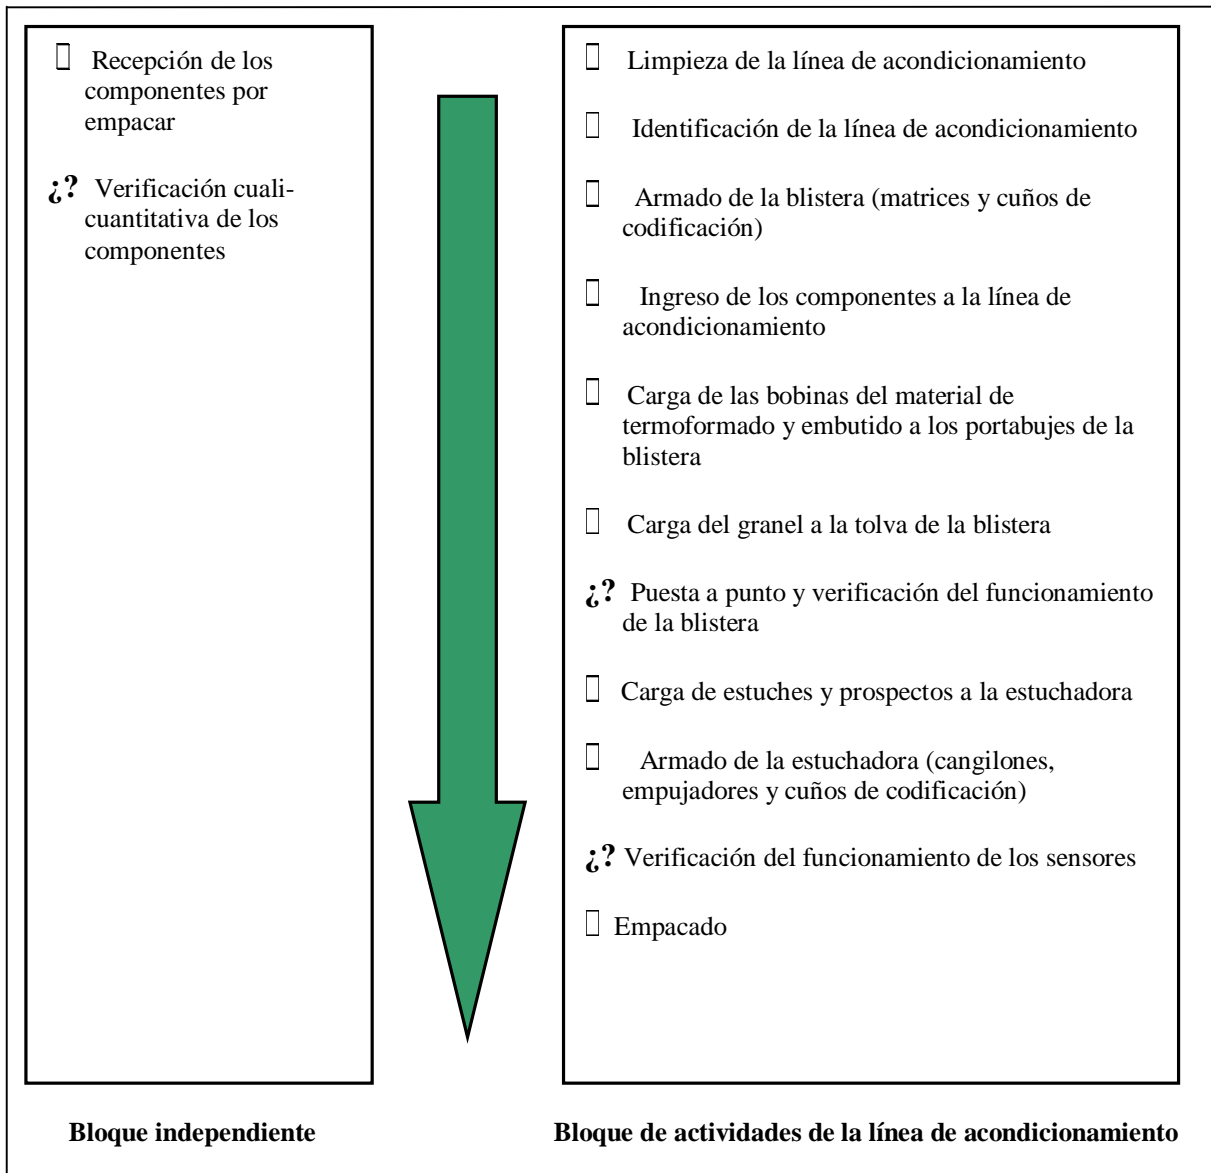 Recepción de los
componentes por
empacar
¿? Verificación cuali-
cuantitativa de los
componentes
Limpieza de la línea de acondicionamiento
Identificación de la línea de acondicionamiento
Armado de la blistera (matrices y cuños de
codificación)
Ingreso de los componentes a la línea de
acondicionamiento
Carga de las bobinas del material de
termoformado y embutido a los portabujes de la
blistera
Carga del granel a la tolva de la blistera
¿? Puesta a punto y verificación del funcionamiento
de la blistera
Carga de estuches y prospectos a la estuchadora
Armado de la estuchadora (cangilones,
empujadores y cuños de codificación)
¿? Verificación del funcionamiento de los sensores
Empacado
Bloque independiente
Bloque de actividades de la línea de acondicionamiento